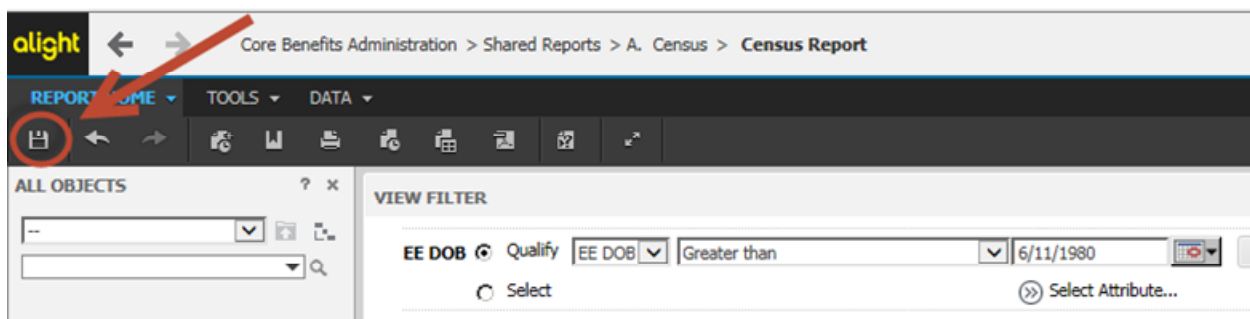 alight Core Benefits Administration > Shared Reports > A. Census > Census Report
REPORT HOME TOOLS DATA
ALL OBJECTS ? x
VIEW FILTER
--
EE DOB Qualify EE DOB Greater than 6/11/1980
Select Select Attribute...